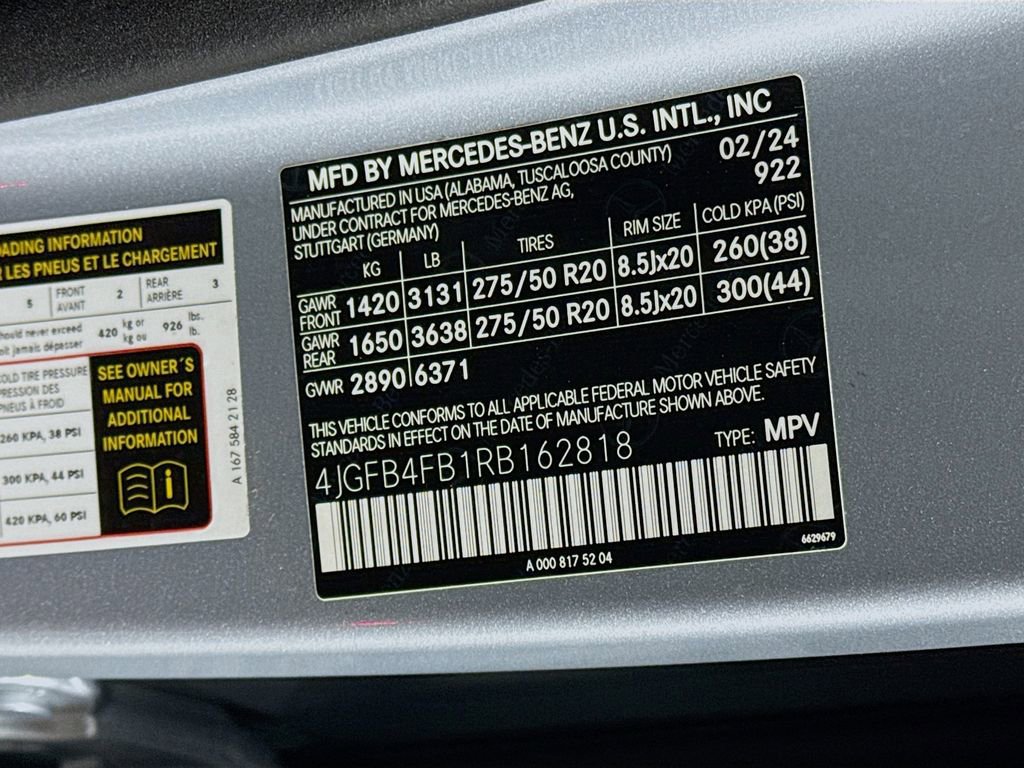 MFD BY MERCEDES-BENZ U.S. INTL., INC
MANUFACTURED IN USA (ALABAMA, TUSCALOOSA COUNTY) 02/24
UNDER CONTRACT FOR MERCEDES-BENZ AG, 922
STUTTGART (GERMANY)
KG LB TIRES RIM SIZE COLD KPA (PSI)
GAWR FRONT 1420 3131 275/50 R20 8.5Jx20 260(38)
GAWR REAR 1650 3638 275/50 R20 8.5Jx20 300(44)
GVWR 2890 6371
THIS VEHICLE CONFORMS TO ALL APPLICABLE FEDERAL MOTOR VEHICLE SAFETY
STANDARDS IN EFFECT ON THE DATE OF MANUFACTURE SHOWN ABOVE.
4JGFB4FB1RB162818 TYPE: MPV
A 000 817 52 04
6629679
OADING INFORMATION
R LES PNEUS ET LE CHARGEMENT
5 FRONT AVANT 2 REAR ARRIÈRE 3
hould never exceed 420 kg or 926 lbs.
oit jamais dépasser kg ou lb.
OLD TIRE PRESSURE
PRESSION DES
PNEUS À FROID
260 KPA, 38 PSI
300 KPA, 44 PSI
420 KPA, 60 PSI
SEE OWNER´S
MANUAL FOR
ADDITIONAL
INFORMATION
i
A 167 584 21 28